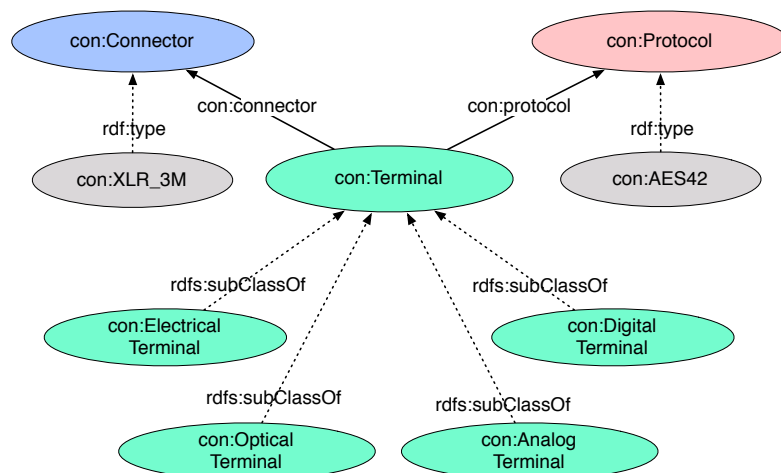 con:Connector
con:Protocol
con:connector
con:protocol
rdf:type
rdf:type
con:XLR_3M
con:Terminal
con:AES42
rdfs:subClassOf
rdfs:subClassOf
con:Electrical
Terminal
con:Digital
Terminal
rdfs:subClassOf
rdfs:subClassOf
con:Optical
Terminal
con:Analog
Terminal